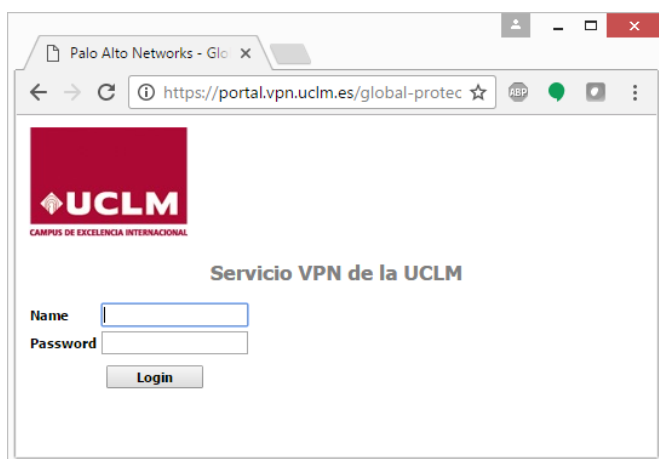 Palo Alto Networks - Glo
https://portal.vpn.uclm.es/global-protec
ABP
UCLM
CAMPUS DE EXCELENCIA INTERNACIONAL
Servicio VPN de la UCLM
Name
Password
Login